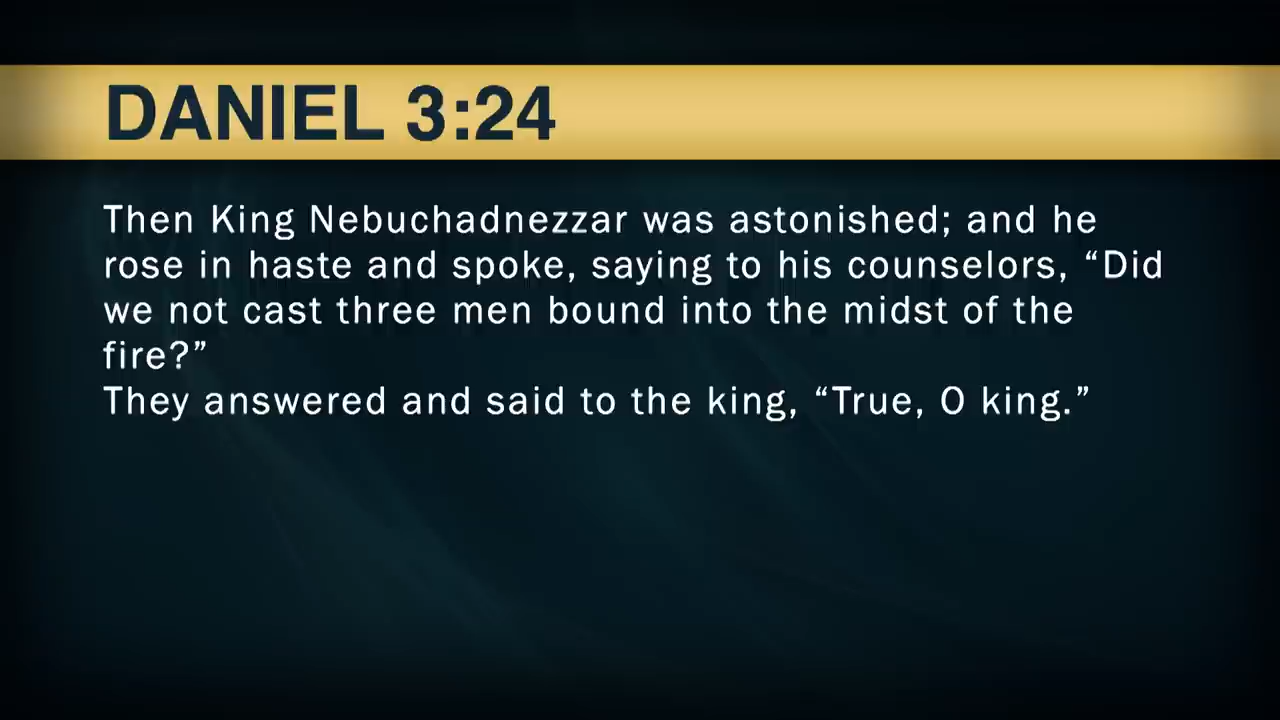 DANIEL 3:24
Then King Nebuchadnezzar was astonished; and he
rose in haste and spoke, saying to his counselors, “Did
we not cast three men bound into the midst of the
fire?”
They answered and said to the king, “True, O king.”